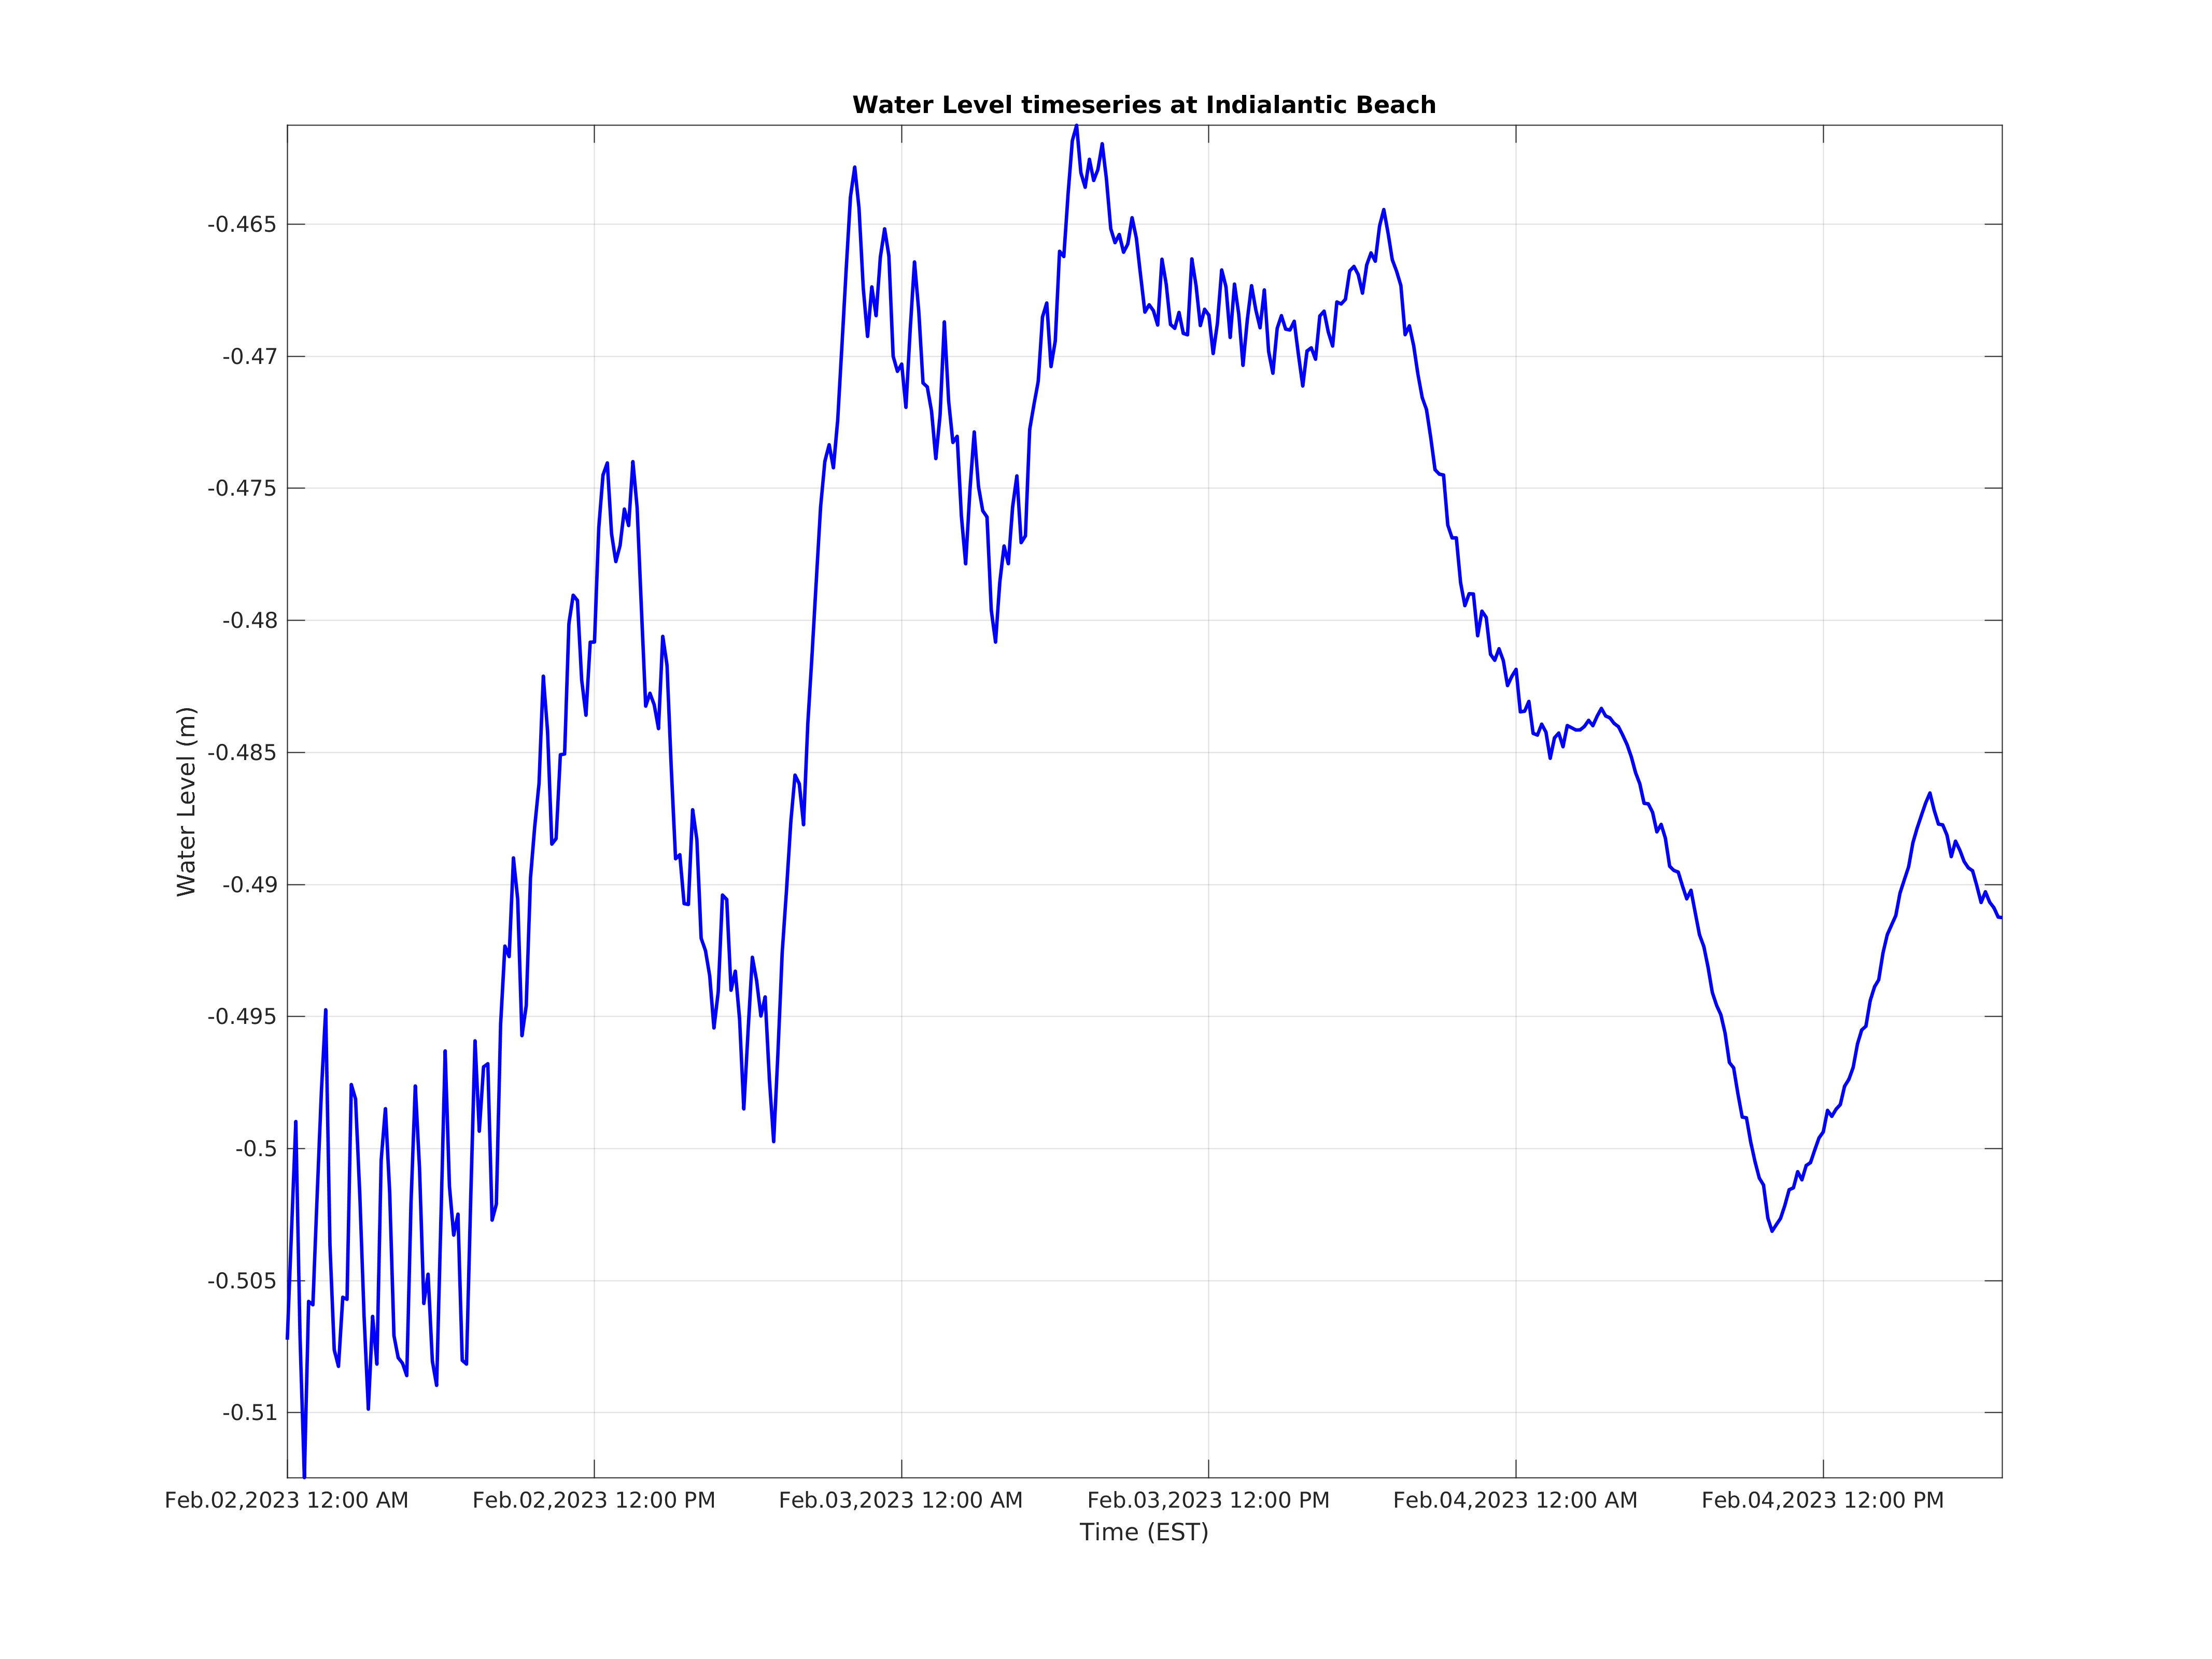 Water Level timeseries at Indialantic Beach
-0.465
-0.47
-0.475
-0.48
-0.485
-0.49
-0.495
-0.5
-0.505
-0.51
Water Level (m)
Feb.02,2023 12:00 AM Feb.02,2023 12:00 PM Feb.03,2023 12:00 AM Feb.03,2023 12:00 PM Feb.04,2023 12:00 AM Feb.04,2023 12:00 PM
Time (EST)